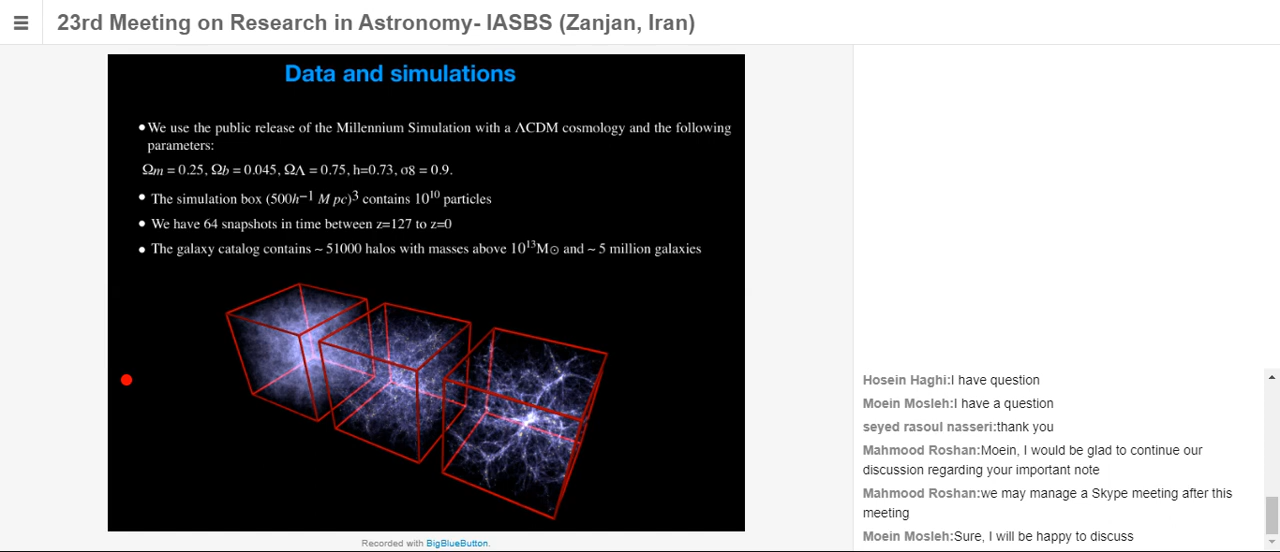 23rd Meeting on Research in Astronomy- IASBS (Zanjan, Iran)
Data and simulations
• We use the public release of the Millennium Simulation with a ΛCDM cosmology and the following
parameters:
Ωm = 0.25, Ωb = 0.045, ΩΛ = 0.75, h=0.73, σ8 = 0.9.
• The simulation box (500h⁻¹ M pc)³ contains 10¹⁰ particles
• We have 64 snapshots in time between z=127 to z=0
• The galaxy catalog contains ~ 51000 halos with masses above 10¹³M⊙ and ~ 5 million galaxies
Recorded with BigBlueButton.
Hosein Haghi:I have question
Moein Mosleh:I have a question
seyed rasoul nasseri:thank you
Mahmood Roshan:Moein, I would be glad to continue our
discussion regarding your important note
Mahmood Roshan:we may manage a Skype meeting after this
meeting
Moein Mosleh:Sure, I will be happy to discuss